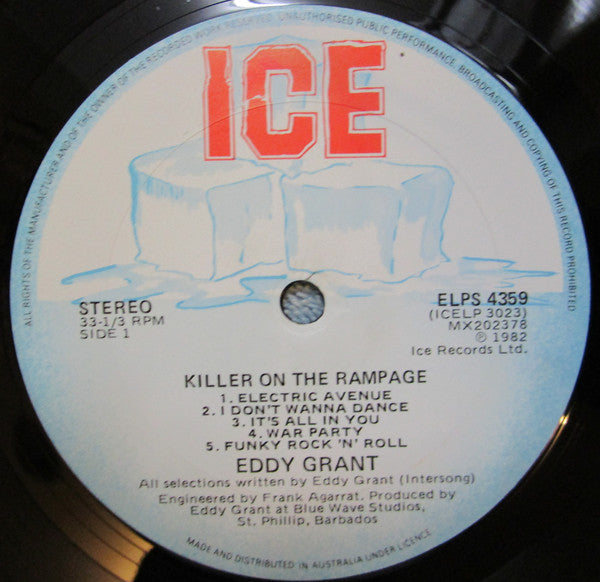 ALL RIGHTS OF THE MANUFACTURER AND OF THE OWNER OF THE RECORDED WORK RESERVED. UNAUTHORISED PUBLIC PERFORMANCE, BROADCASTING AND COPYING OF THIS RECORD PROHIBITED
ICE
STEREO
33-1/3 RPM
SIDE 1
ELPS 4359
(ICELP 3023)
MX202378
℗ 1982
Ice Records Ltd.
KILLER ON THE RAMPAGE
1. ELECTRIC AVENUE
2. I DON'T WANNA DANCE
3. IT'S ALL IN YOU
4. WAR PARTY
5. FUNKY ROCK 'N' ROLL
EDDY GRANT
All selections written by Eddy Grant (Intersong)
Engineered by Frank Agarrat. Produced by
Eddy Grant at Blue Wave Studios,
St. Phillip, Barbados
MADE AND DISTRIBUTED IN AUSTRALIA UNDER LICENCE